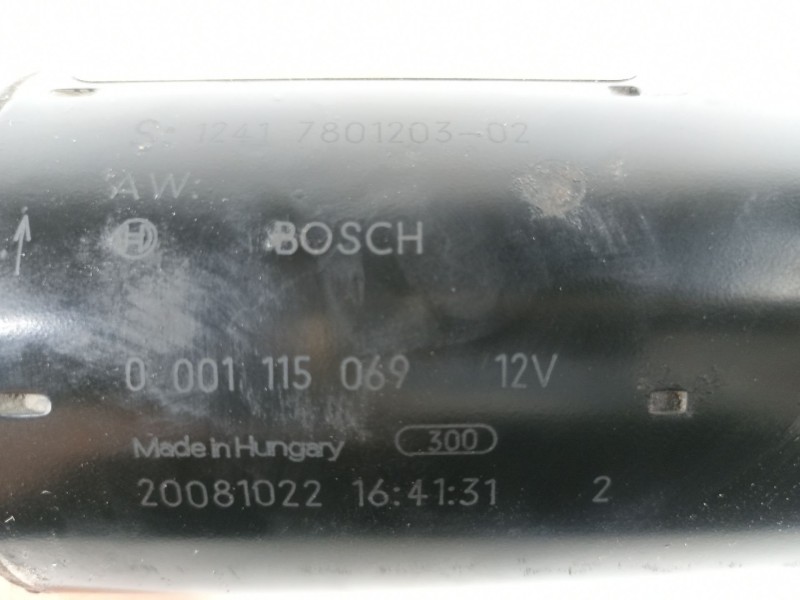 S: 1241 7801203-02
AW:
H BOSCH
0 001 115 069 12V
Made in Hungary 300
20081022 16:41:31 2